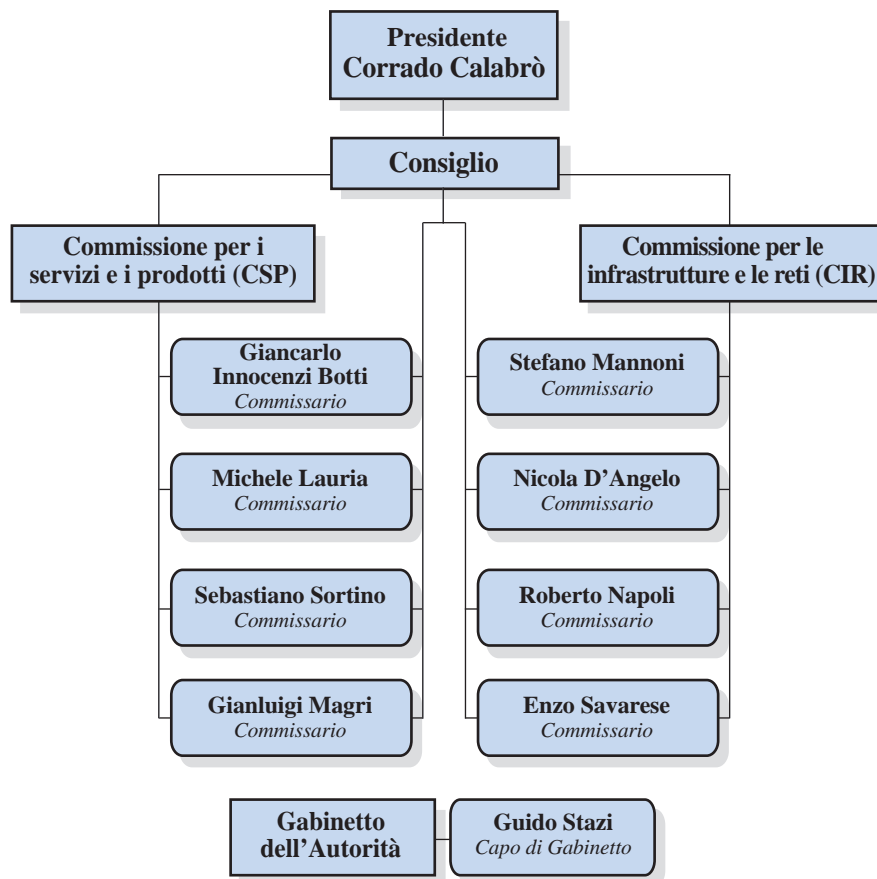 Presidente
Corrado Calabrò
Consiglio
Commissione per i
servizi e i prodotti (CSP)
Commissione per le
infrastrutture e le reti (CIR)
Giancarlo
Innocenzi Botti
Commissario
Stefano Mannoni
Commissario
Michele Lauria
Commissario
Nicola D’Angelo
Commissario
Sebastiano Sortino
Commissario
Roberto Napoli
Commissario
Gianluigi Magri
Commissario
Enzo Savarese
Commissario
Gabinetto
dell’Autorità
Guido Stazi
Capo di Gabinetto